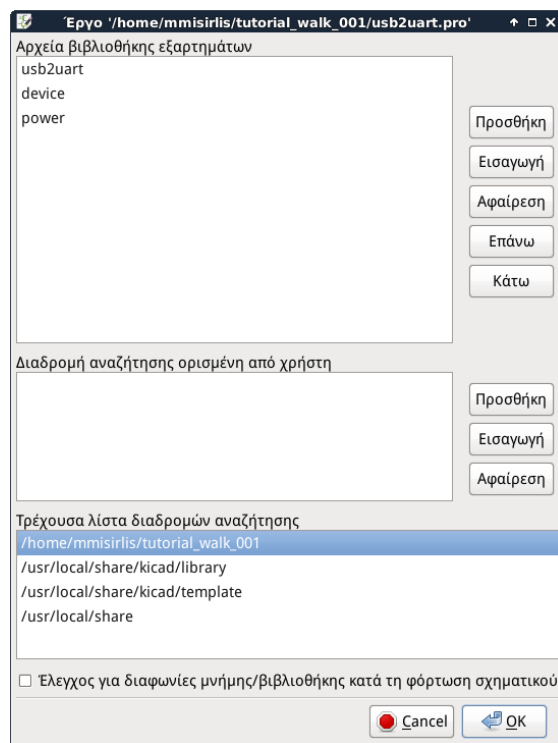 Έργο '/home/mmisirlis/tutorial_walk_001/usb2uart.pro'
Αρχεία βιβλιοθήκης εξαρτημάτων
usb2uart
device
power
Προσθήκη
Εισαγωγή
Αφαίρεση
Επάνω
Κάτω
Διαδρομή αναζήτησης ορισμένη από χρήστη
Προσθήκη
Εισαγωγή
Αφαίρεση
Τρέχουσα λίστα διαδρομών αναζήτησης
/home/mmisirlis/tutorial_walk_001
/usr/local/share/kicad/library
/usr/local/share/kicad/template
/usr/local/share
Έλεγχος για διαφωνίες μνήμης/βιβλιοθήκης κατά τη φόρτωση σχηματικού
Cancel
OK